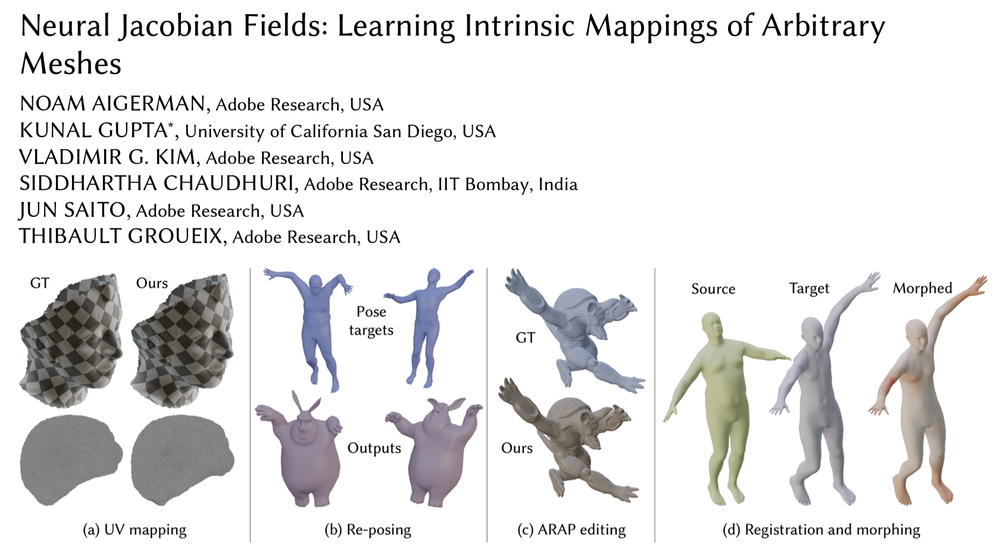 Neural Jacobian Fields: Learning Intrinsic Mappings of Arbitrary
Meshes
NOAM AIGERMAN, Adobe Research, USA
KUNAL GUPTA*, University of California San Diego, USA
VLADIMIR G. KIM, Adobe Research, USA
SIDDHARTHA CHAUDHURI, Adobe Research, IIT Bombay, India
JUN SAITO, Adobe Research, USA
THIBAULT GROUEIX, Adobe Research, USA
GT
Ours
(a) UV mapping
Pose
targets
Outputs
(b) Re-posing
GT
Ours
(c) ARAP editing
Source
Target
Morphed
(d) Registration and morphing